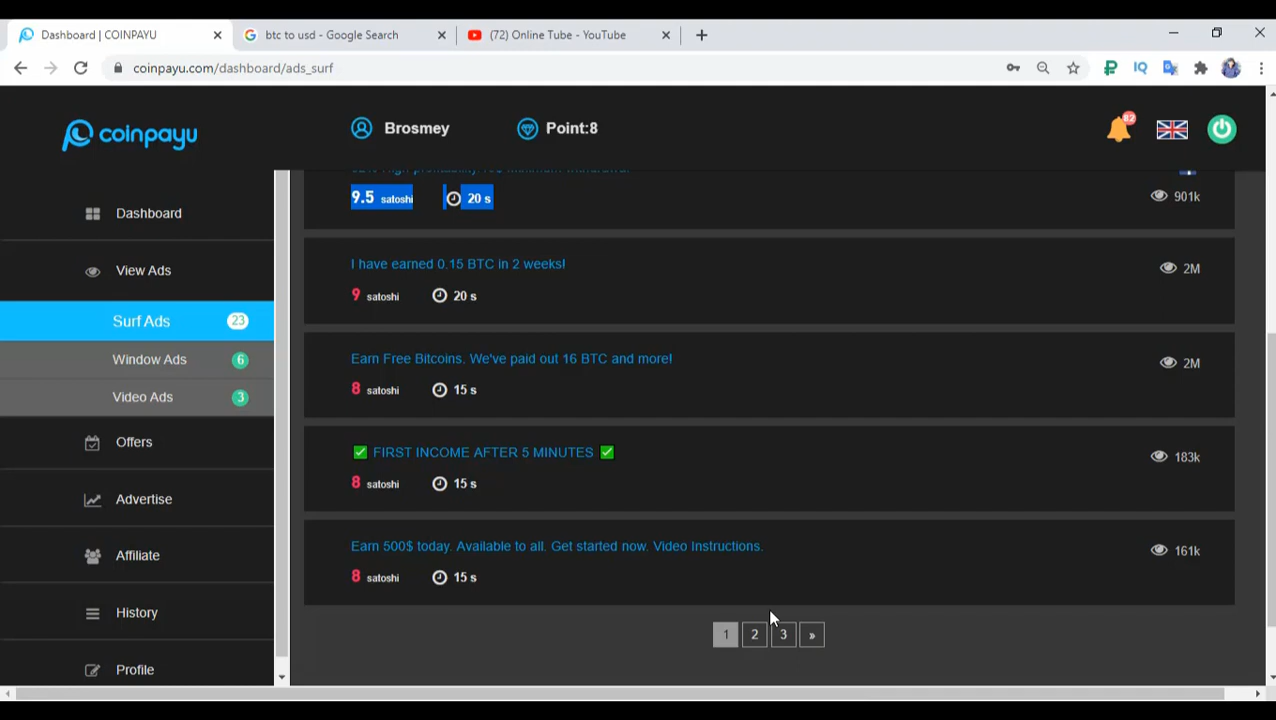 Dashboard | COINPAYU
btc to usd - Google Search
(72) Online Tube - YouTube
coinpayu.com/dashboard/ads_surf
IQ
coinpayu
Brosmey
Point:8
82
Dashboard
View Ads
Surf Ads 23
Window Ads 6
Video Ads 3
Offers
Advertise
Affiliate
History
Profile
9.5 satoshi 20 s
901k
I have earned 0.15 BTC in 2 weeks!
2M
9 satoshi 20 s
Earn Free Bitcoins. We've paid out 16 BTC and more!
2M
8 satoshi 15 s
✅ FIRST INCOME AFTER 5 MINUTES ✅
183k
8 satoshi 15 s
Earn 500$ today. Available to all. Get started now. Video Instructions.
161k
8 satoshi 15 s
1 2 3 »